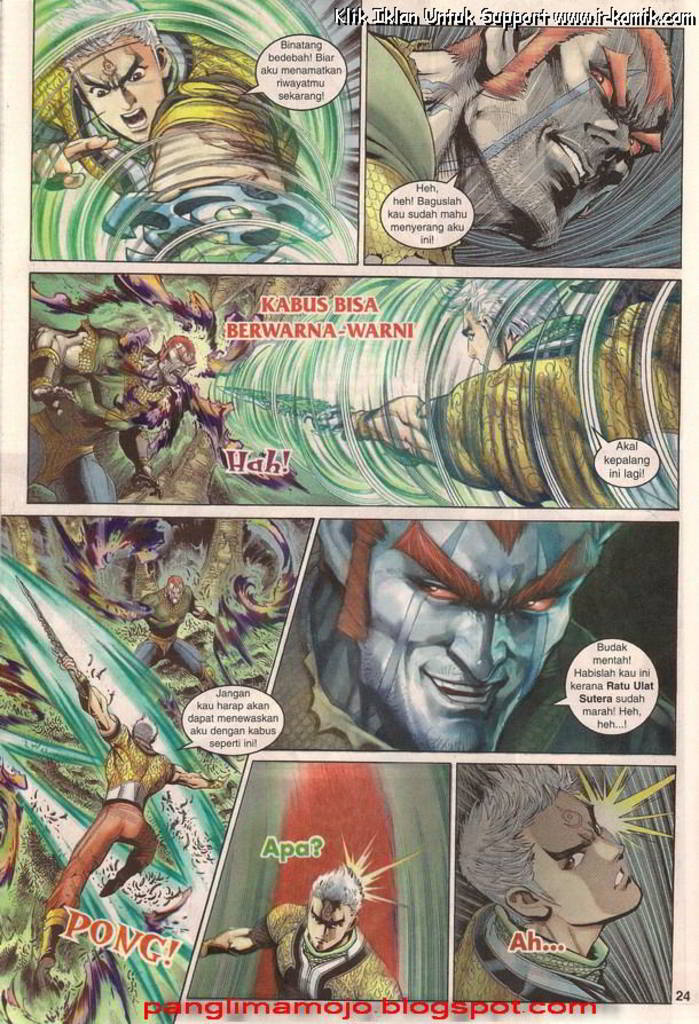 Klik Iklan Untuk Support www.ir-komik.com
Binatang
bedebah! Biar
aku menamatkan
riwayatmu
sekarang!
Heh,
heh! Baguslah
kau sudah mahu
menyerang aku
ini!
KABUS BISA
BERWARNA-WARNI
Hah!
Akal
kepalang
ini lagi!
Jangan
kau harap akan
dapat menewaskan
aku dengan kabus
seperti ini!
PONG!
Budak
mentah!
Habislah kau ini
kerana Ratu Ulat
Sutera sudah
marah! Heh,
heh...!
Apa?
Ah...
24
panglimamojo.blogspot.com